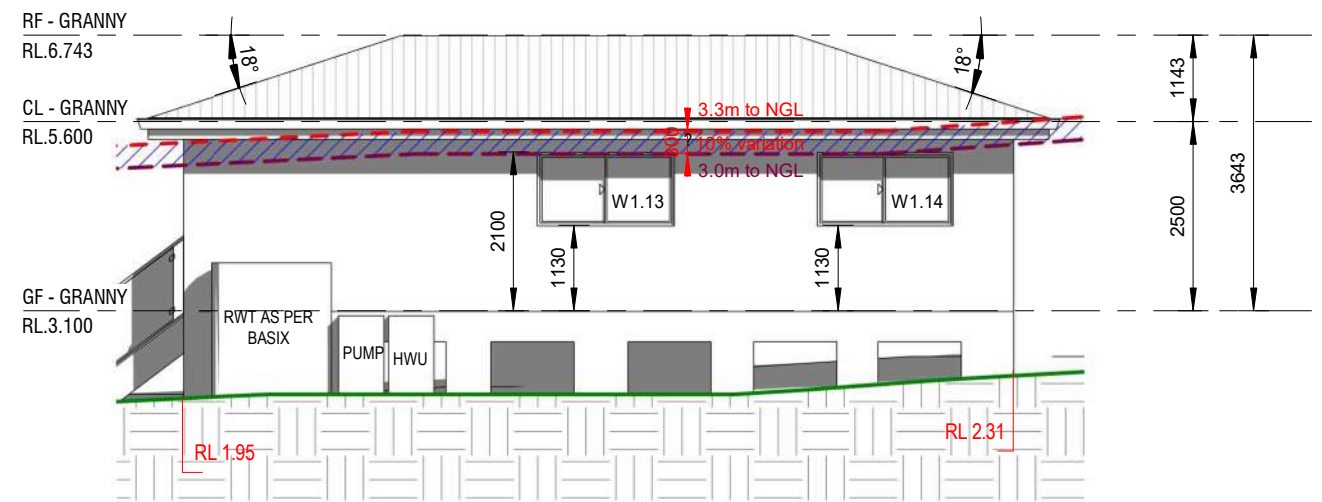 RF - GRANNY
RL.6.743
18°
18°
1143
CL - GRANNY
RL.5.600
3.3m to NGL
10% variation
3.0m to NGL
3643
2500
W1.13
W1.14
2100
1130
1130
GF - GRANNY
RL.3.100
RWT AS PER
BASIX
PUMP
HWU
RL 1.95
RL 2.31